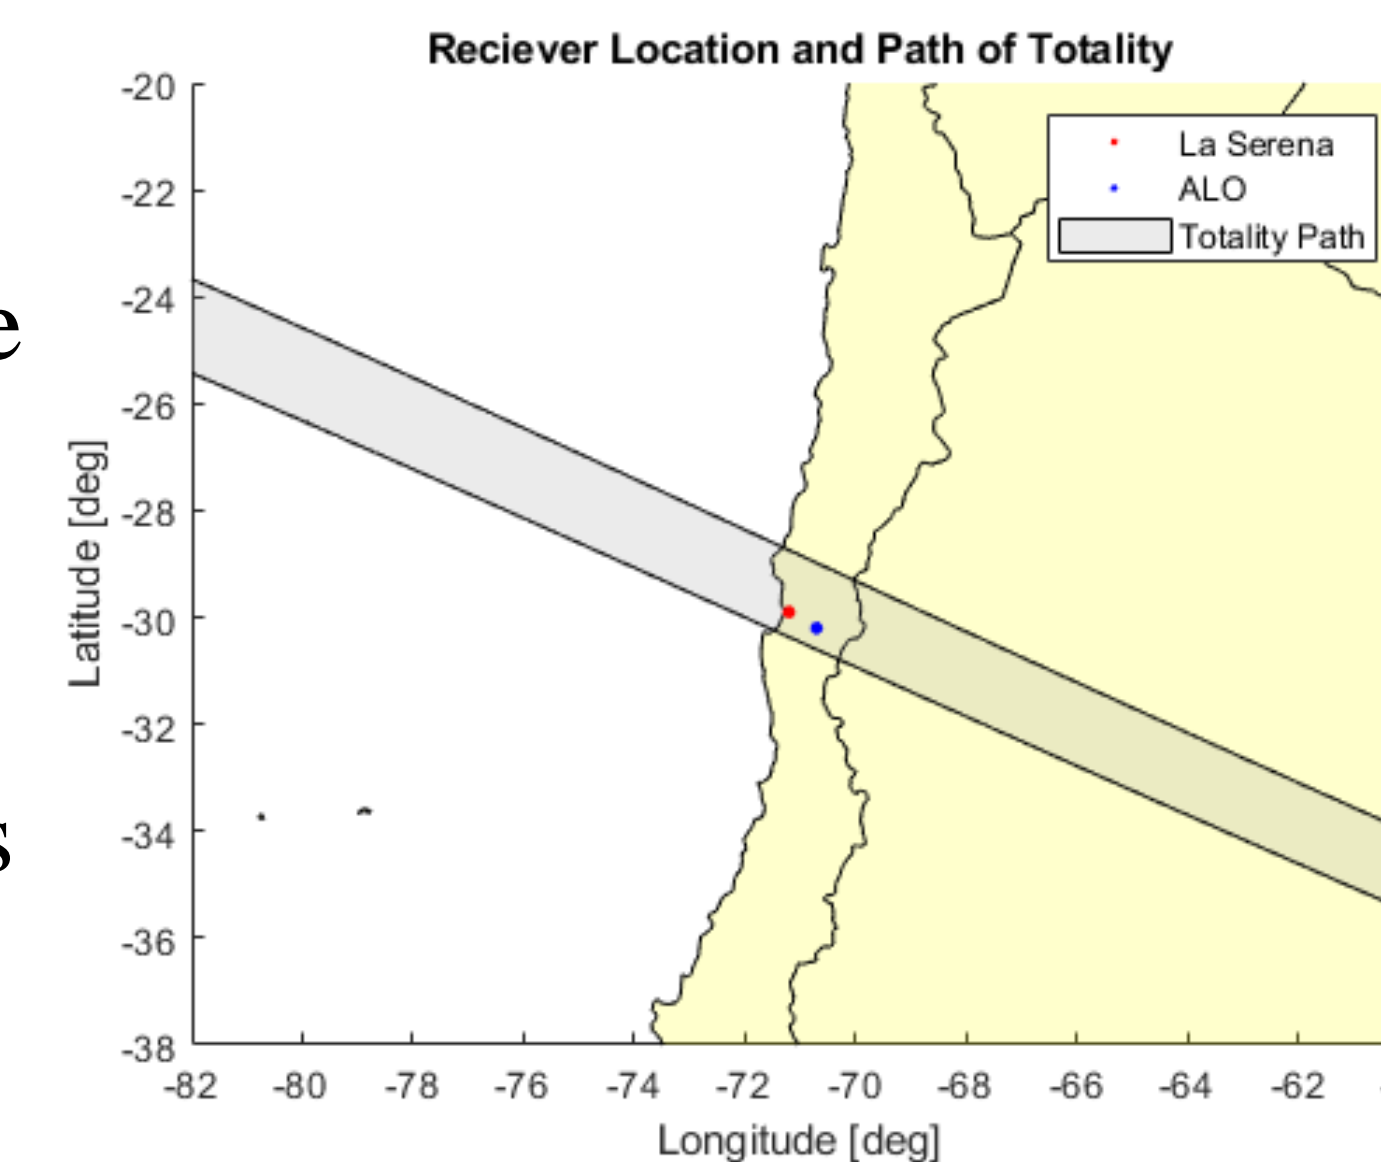 Reciever Location and Path of Totality
-20
-22
-24
-26
-28
-30
-32
-34
-36
-38
Latitude [deg]
La Serena
ALO
Totality Path
e
s
-82 -80 -78 -76 -74 -72 -70 -68 -66 -64 -62
Longitude [deg]